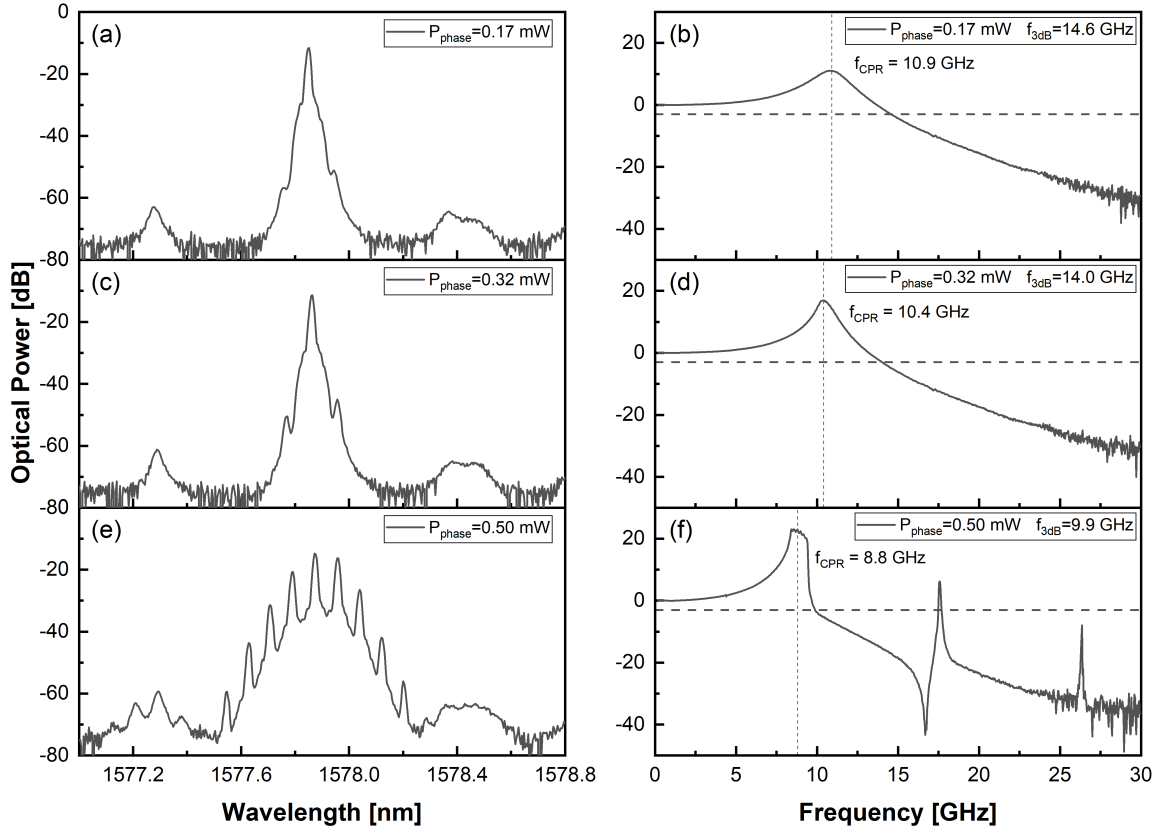 (a)
P_phase=0.17 mW
0
-20
-40
-60
-80
(b)
P_phase=0.17 mW f_3dB=14.6 GHz
f_CPR = 10.9 GHz
20
0
-20
-40
(c)
P_phase=0.32 mW
-20
-40
-60
-80
(d)
P_phase=0.32 mW f_3dB=14.0 GHz
f_CPR = 10.4 GHz
20
0
-20
-40
(e)
P_phase=0.50 mW
-20
-40
-60
-80
(f)
P_phase=0.50 mW f_3dB=9.9 GHz
f_CPR = 8.8 GHz
20
0
-20
-40
Optical Power [dB]
1577.2 1577.6 1578.0 1578.4 1578.8
0 5 10 15 20 25 30
Wavelength [nm]
Frequency [GHz]